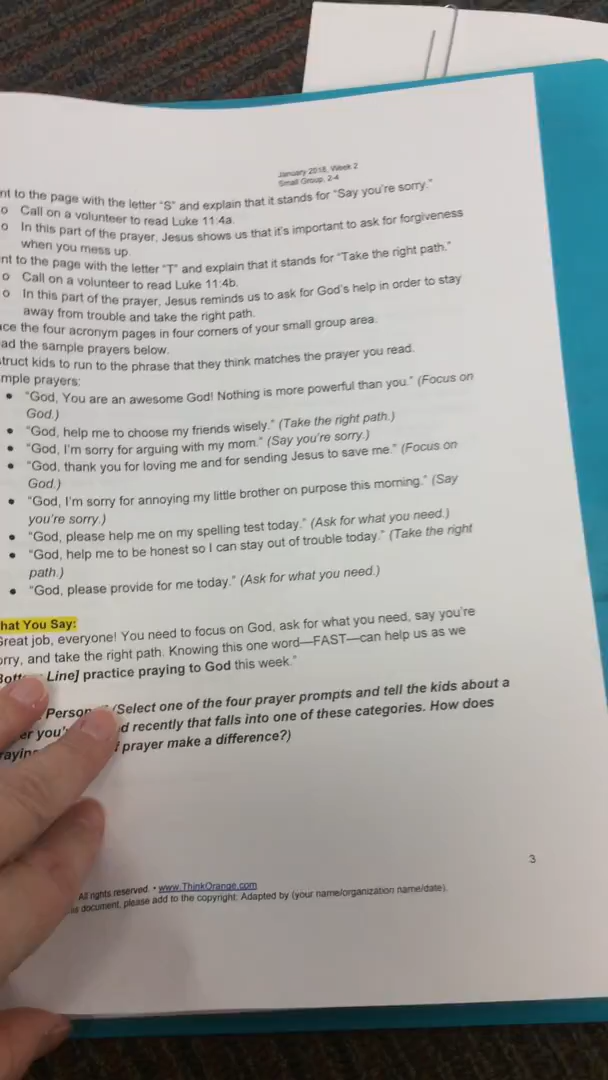 January 2018, Week 2
Small Group, 2-4
nt to the page with the letter "S" and explain that it stands for "Say you're sorry."
o Call on a volunteer to read Luke 11:4a.
o In this part of the prayer, Jesus shows us that it's important to ask for forgiveness
when you mess up.
nt to the page with the letter "T" and explain that it stands for "Take the right path."
o Call on a volunteer to read Luke 11:4b.
o In this part of the prayer, Jesus reminds us to ask for God's help in order to stay
away from trouble and take the right path.
ace the four acronym pages in four corners of your small group area.
ad the sample prayers below.
truct kids to run to the phrase that they think matches the prayer you read.
mple prayers:
• "God, You are an awesome God! Nothing is more powerful than you." (Focus on
God.)
• "God, help me to choose my friends wisely." (Take the right path.)
• "God, I'm sorry for arguing with my mom." (Say you're sorry.)
• "God, thank you for loving me and for sending Jesus to save me." (Focus on
God.)
• "God, I'm sorry for annoying my little brother on purpose this morning." (Say
you're sorry.)
• "God, please help me on my spelling test today." (Ask for what you need.)
• "God, help me to be honest so I can stay out of trouble today." (Take the right
path.)
• "God, please provide for me today." (Ask for what you need.)
hat You Say:
Great job, everyone! You need to focus on God, ask for what you need, say you're
orry, and take the right path. Knowing this one word—FAST—can help us as we
Line] practice praying to God this week."
(Select one of the four prayer prompts and tell the kids about a
er d recently that falls into one of these categories. How does
prayer make a difference?)
3
All rights reserved. • www.ThinkOrange.com
is document, please add to the copyright: Adapted by (your name/organization name/date).